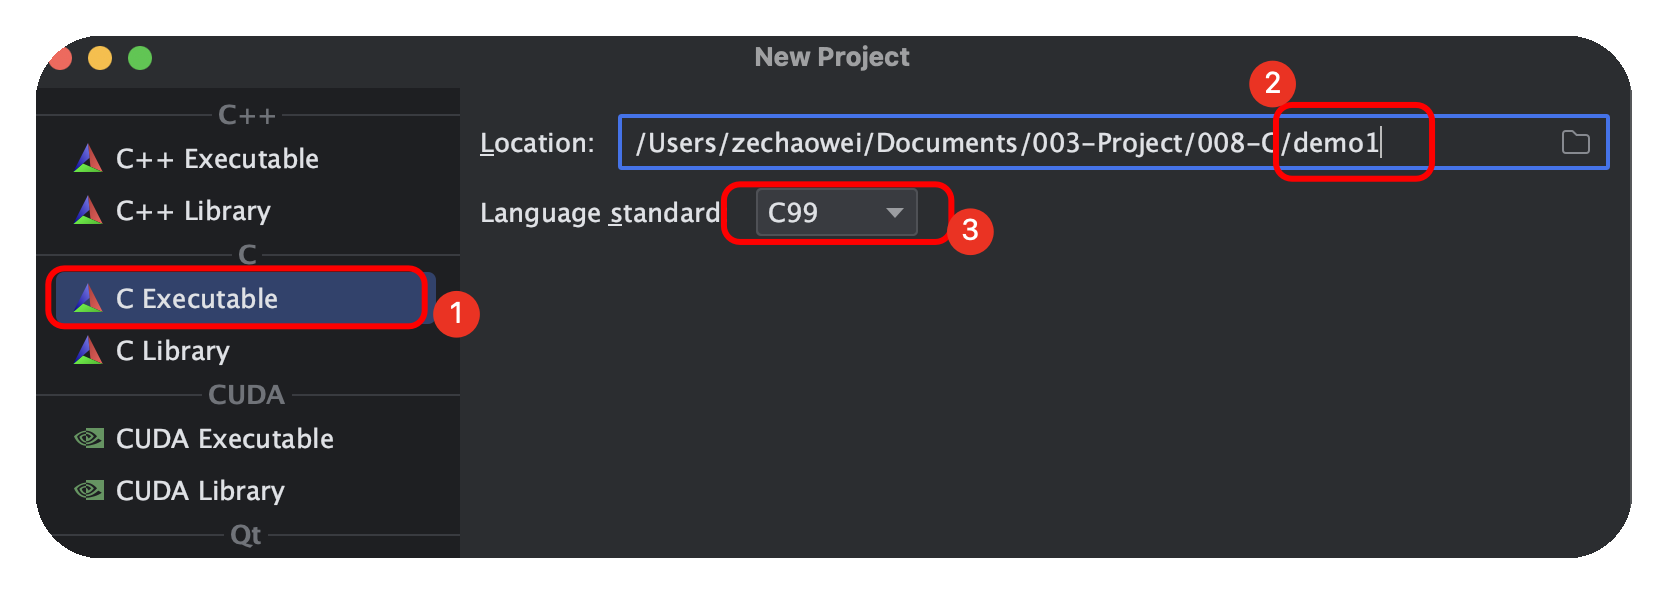 New Project
C++
C++ Executable
C++ Library
C
C Executable
1
C Library
CUDA
CUDA Executable
CUDA Library
Qt
2
Location: /Users/zechaowei/Documents/003-Project/008-C/demo1
Language standard C99
3